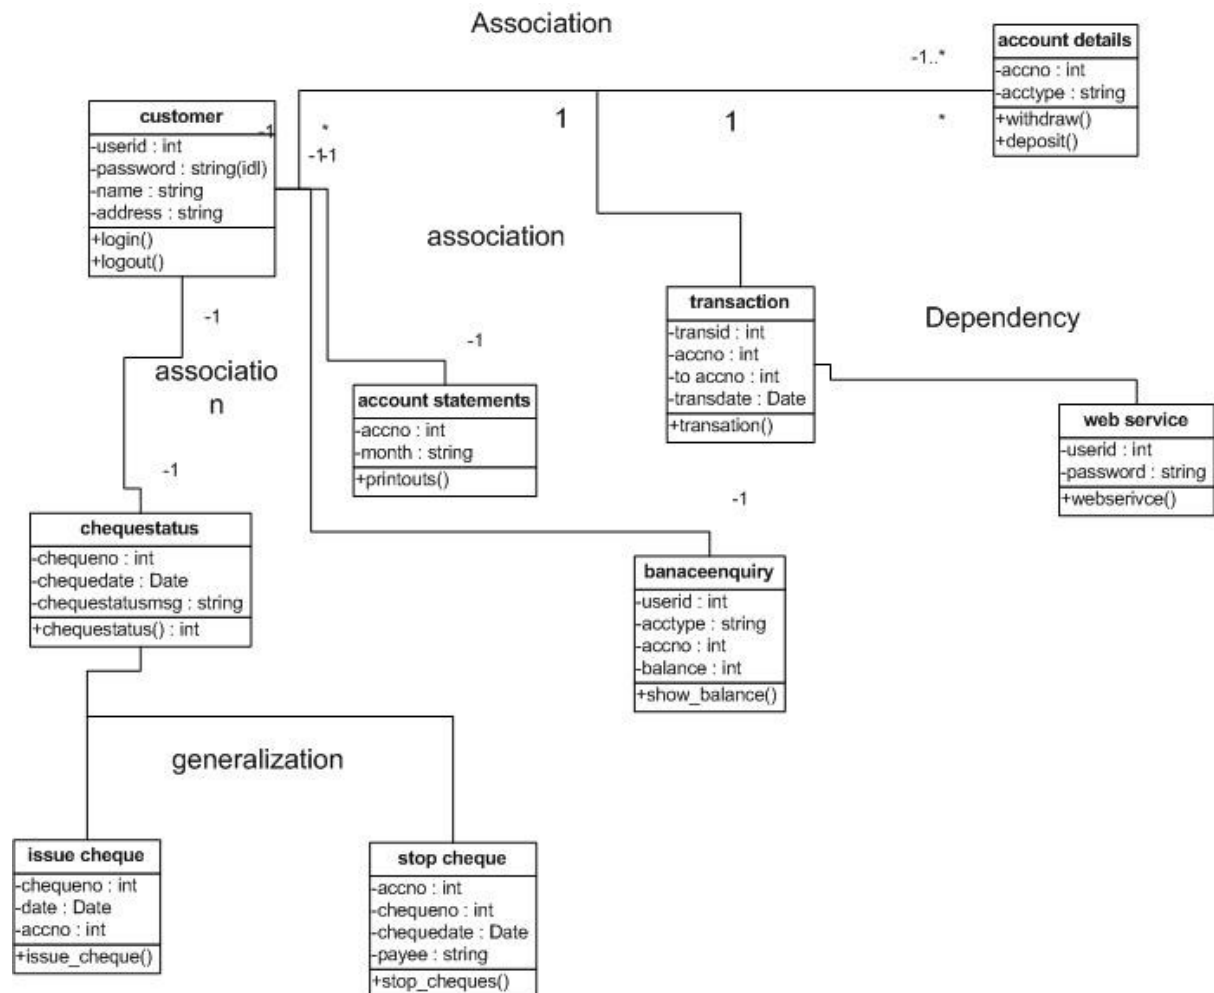 Association
account details
-accno : int
-acctype : string
+withdraw()
+deposit()
-1..*
1
1
*
customer
-userid : int
-password : string(idl)
-name : string
-address : string
+login()
+logout()
-1
*
-1-1
association
transaction
-transid : int
-accno : int
-to accno : int
-transdate : Date
+transation()
Dependency
web service
-userid : int
-password : string
+webserivce()
-1
associatio
n
-1
-1
account statements
-accno : int
-month : string
+printouts()
-1
chequestatus
-chequeno : int
-chequedate : Date
-chequestatusmsg : string
+chequestatus() : int
banaceenquiry
-userid : int
-acctype : string
-accno : int
-balance : int
+show_balance()
generalization
issue cheque
-chequeno : int
-date : Date
-accno : int
+issue_cheque()
stop cheque
-accno : int
-chequeno : int
-chequedate : Date
-payee : string
+stop_cheques()